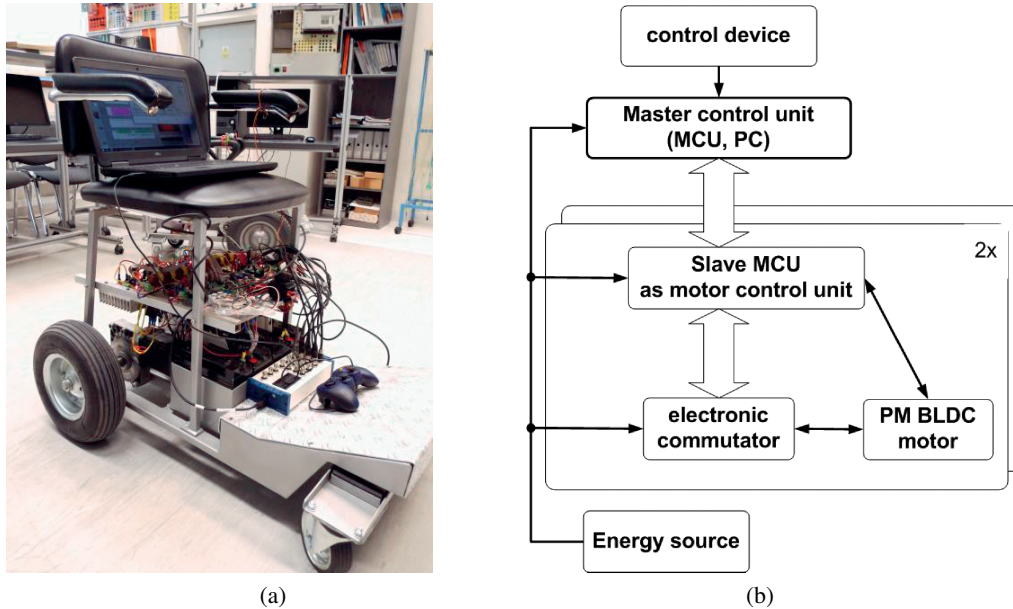 control device
Master control unit
(MCU, PC)
2x
Slave MCU
as motor control unit
electronic
commutator
PM BLDC
motor
Energy source
(a)
(b)